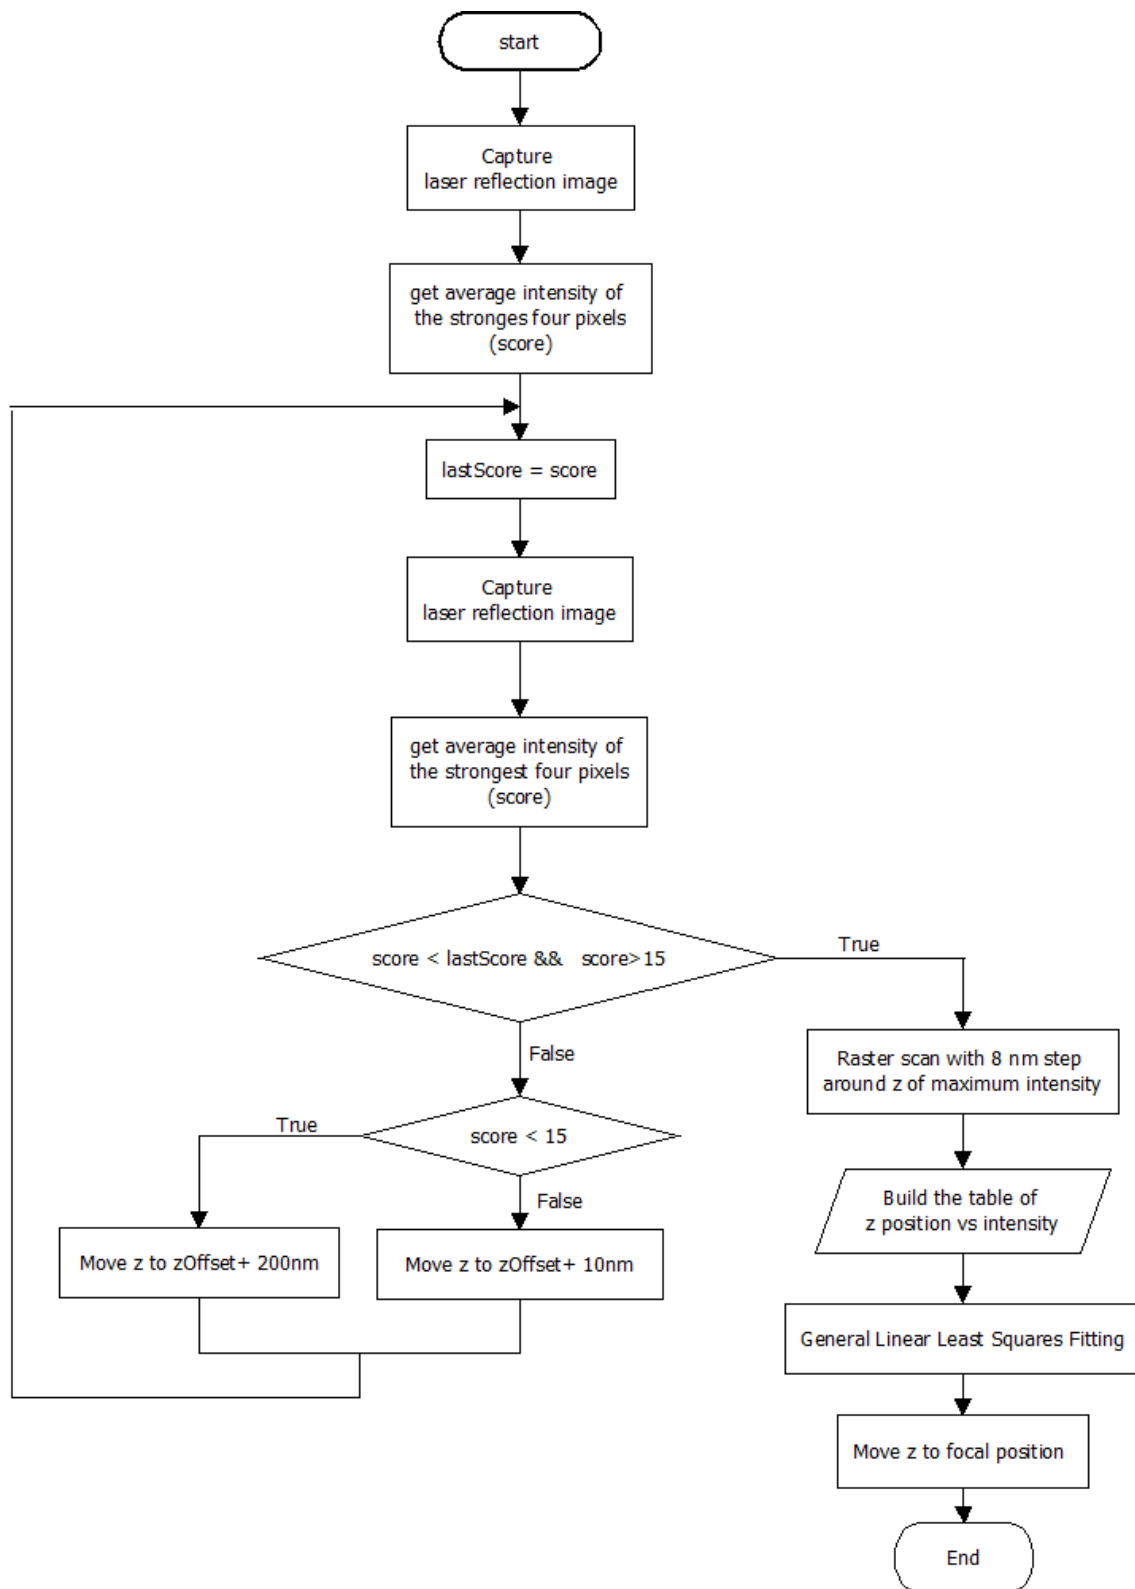 start
Capture
laser reflection image
get average intensity of
the stronges four pixels
(score)
lastScore = score
Capture
laser reflection image
get average intensity of
the strongest four pixels
(score)
score < lastScore && score>15
True
False
Raster scan with 8 nm step
around z of maximum intensity
score < 15
True
False
Build the table of
z position vs intensity
Move z to zOffset+ 200nm
Move z to zOffset+ 10nm
General Linear Least Squares Fitting
Move z to focal position
End